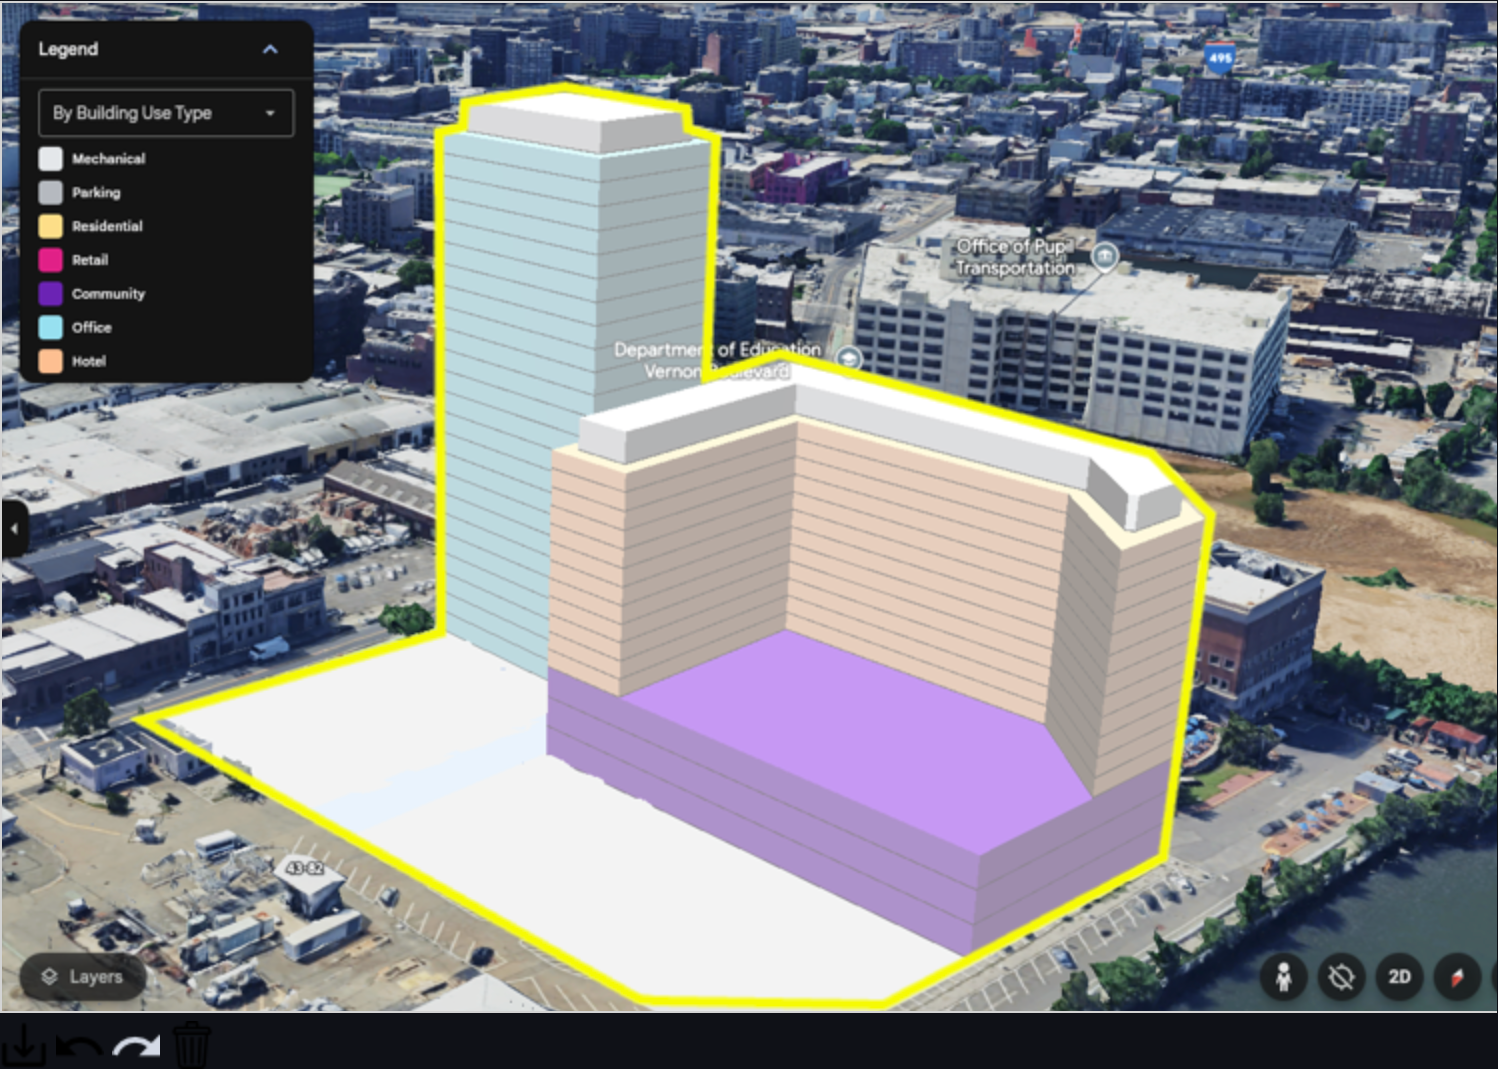 Legend
By Building Use Type
Mechanical
Parking
Residential
Retail
Community
Office
Hotel
495
Office of Pup
Transportation
Department of Education
Vernon Boulevard
43-82
Layers
2D